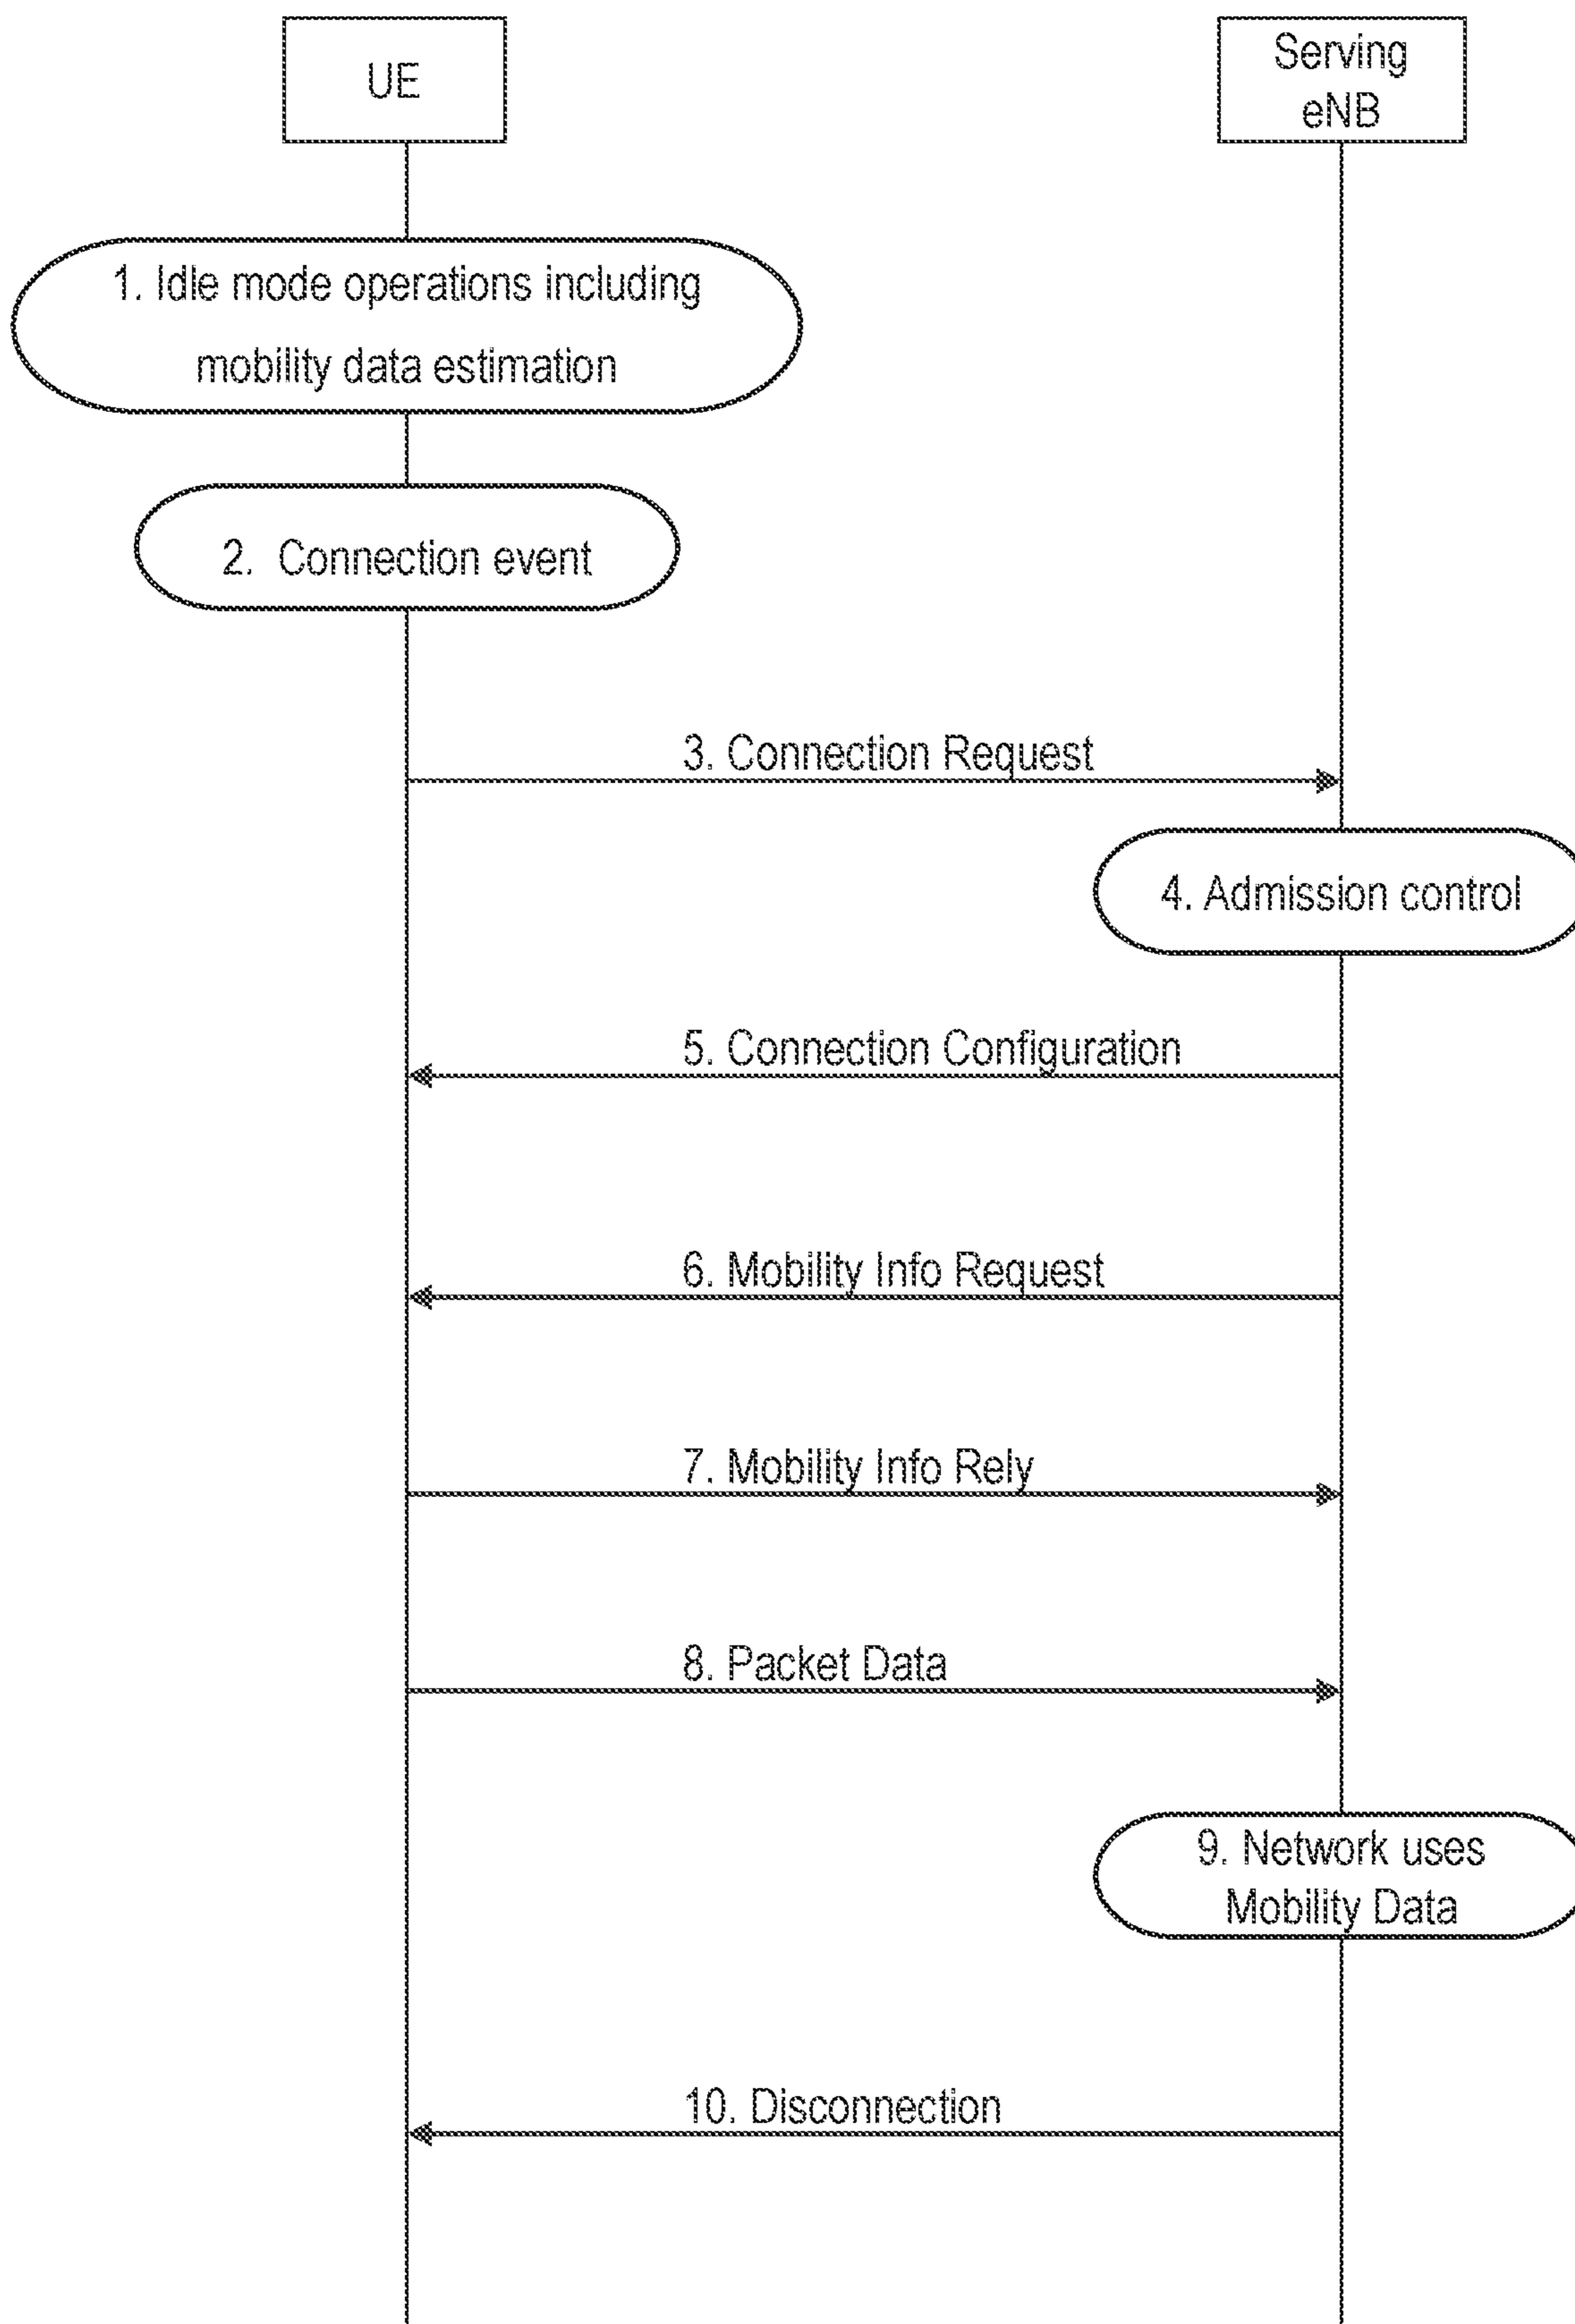 UE
Serving
eNB
1. Idle mode operations including
mobility data estimation
2. Connection event
3. Connection Request
4. Admission control
5. Connection Configuration
6. Mobility Info Request
7. Mobility Info Rely
8. Packet Data
9. Network uses
Mobility Data
10. Disconnection